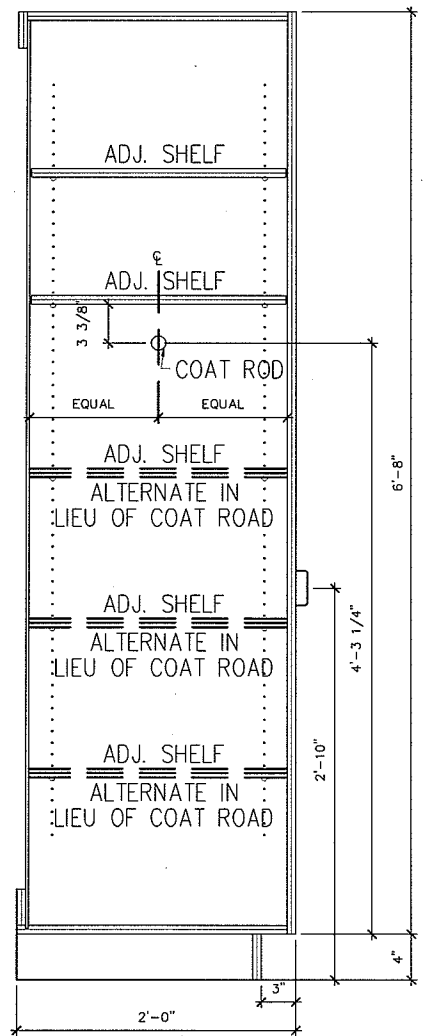 ADJ. SHELF
℄
ADJ. SHELF
3 3/8"
COAT ROD
EQUAL
EQUAL
ADJ. SHELF
ALTERNATE IN
LIEU OF COAT ROAD
6'-8"
ADJ. SHELF
ALTERNATE IN
LIEU OF COAT ROAD
4'-3 1/4"
2'-10"
ADJ. SHELF
ALTERNATE IN
LIEU OF COAT ROAD
4"
3"
2'-0"